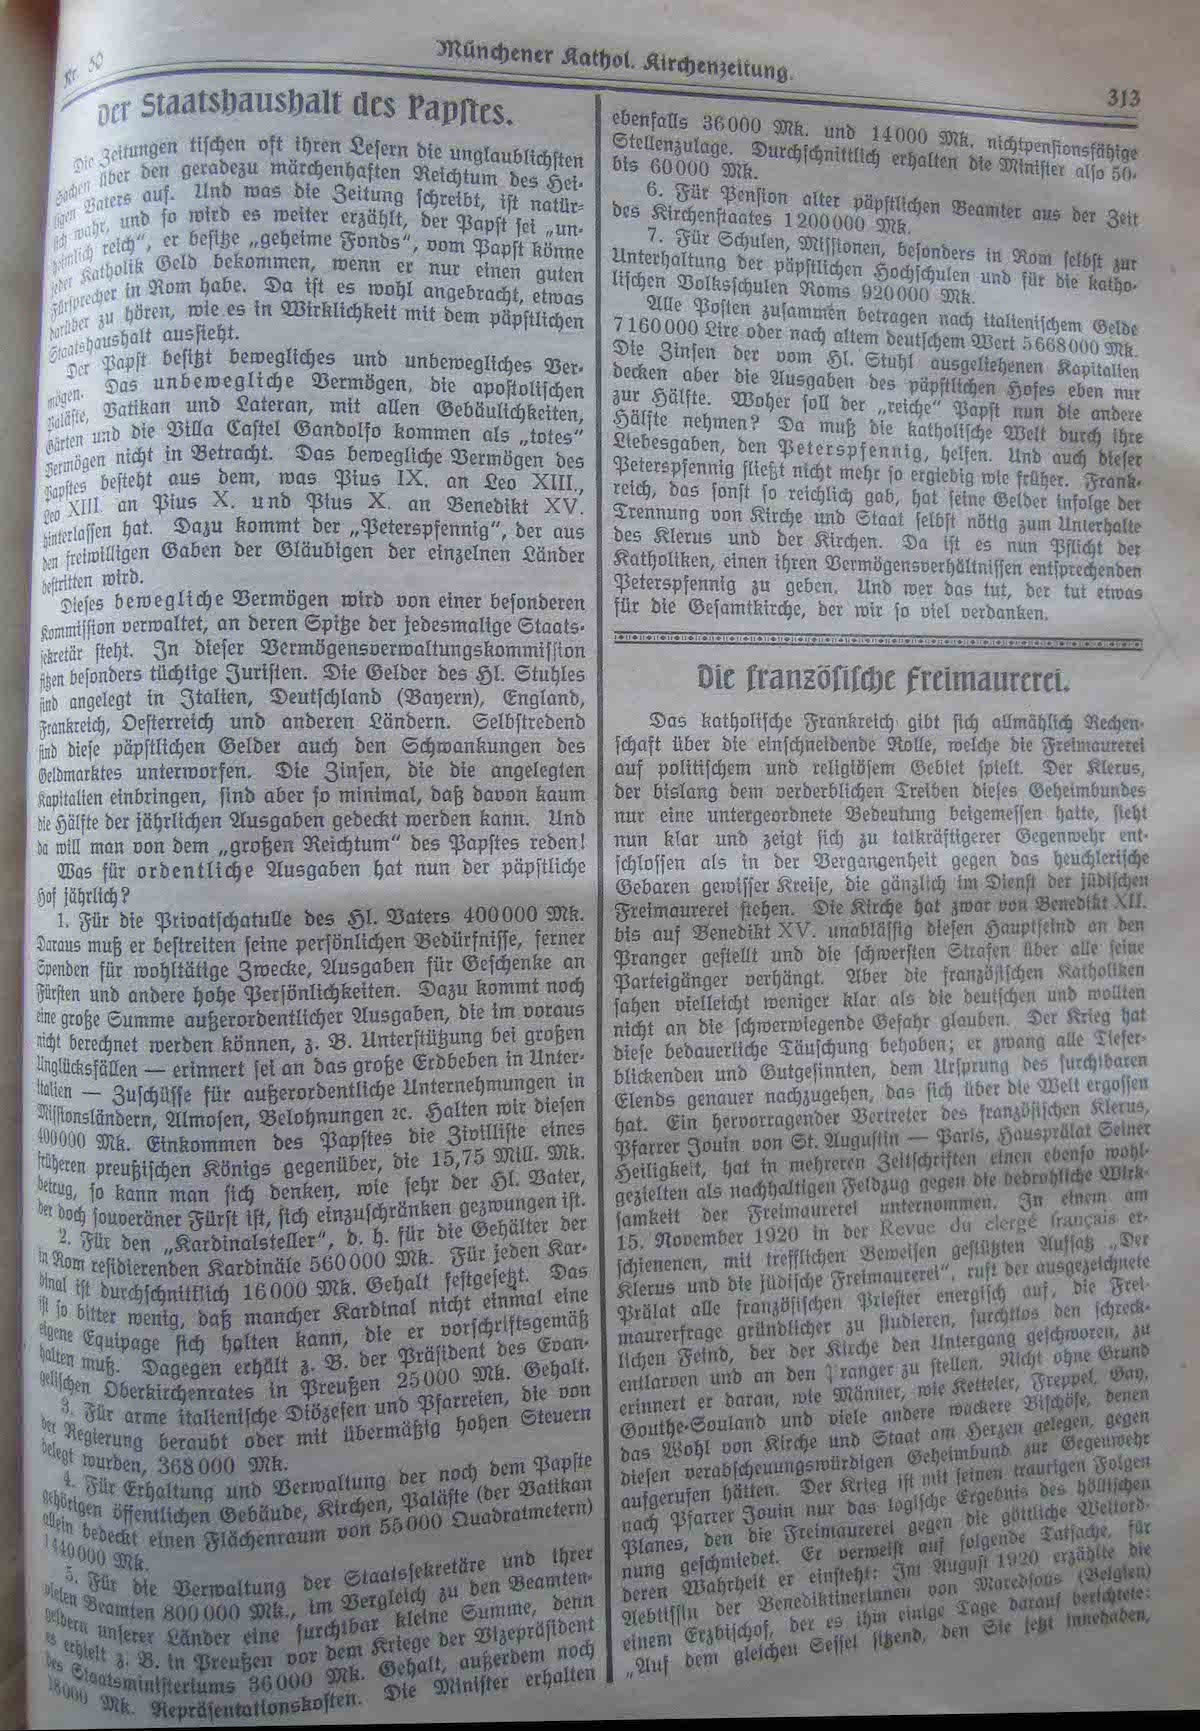 Nr. 50
Münchener Kathol. Kirchenzeitung.
313
Der Staatshaushalt des Papstes.
Die Zeitungen tischen oft ihren Lesern die unglaublichsten
Sachen über den geradezu märchenhaften Reichtum des Hei-
ligen Vaters auf. Und was die Zeitung schreibt, ist natür-
lich wahr, und so wird es weiter erzählt, der Papst sei „un-
heimlich reich“, er besitze „geheime Fonds“, vom Papst könne
jeder Katholik Geld bekommen, wenn er nur einen guten
Fürsprecher in Rom habe. Da ist es wohl angebracht, etwas
darüber zu hören, wie es in Wirklichkeit mit dem päpstlichen
Staatshaushalt aussieht.
Der Papst besitzt bewegliches und unbewegliches Ver-
mögen. Das unbewegliche Vermögen, die apostolischen
Paläste, Vatikan und Lateran, mit allen Gebäulichkeiten,
Gärten und die Villa Castel Gandolfo kommen als „totes“
Vermögen nicht in Betracht. Das bewegliche Vermögen des
Papstes besteht aus dem, was Pius IX. an Leo XIII.,
Leo XIII. an Pius X. und Pius X. an Benedikt XV.
hinterlassen hat. Dazu kommt der „Peterspfennig“, der aus
den freiwilligen Gaben der Gläubigen der einzelnen Länder
bestritten wird.
Dieses bewegliche Vermögen wird von einer besonderen
Kommission verwaltet, an deren Spitze der jedesmalige Staats-
sekretär steht. In dieser Vermögensverwaltungskommission
sitzen besonders tüchtige Juristen. Die Gelder des Hl. Stuhles
sind angelegt in Italien, Deutschland (Bayern), England,
Frankreich, Oesterreich und anderen Ländern. Selbstredend
sind diese päpstlichen Gelder auch den Schwankungen des
Geldmarktes unterworfen. Die Zinsen, die die angelegten
Kapitalien einbringen, sind aber so minimal, daß davon kaum
die Hälfte der jährlichen Ausgaben gedeckt werden kann. Und
da will man von dem „großen Reichtum“ des Papstes reden!
Was für ordentliche Ausgaben hat nun der päpstliche
Hof jährlich?
1. Für die Privatschatulle des Hl. Vaters 400000 Mk.
Daraus muß er bestreiten seine persönlichen Bedürfnisse, ferner
Spenden für wohltätige Zwecke, Ausgaben für Geschenke an
Fürsten und andere hohe Persönlichkeiten. Dazu kommt noch
eine große Summe außerordentlicher Ausgaben, die im voraus
nicht berechnet werden können, z. B. Unterstützung bei großen
Unglücksfällen — erinnert sei an das große Erdbeben in Unter-
italien — Zuschüsse für außerordentliche Unternehmungen in
Missionsländern, Almosen, Belohnungen ꝛc. Halten wir diesen
400000 Mk. Einkommen des Papstes die Zivilliste eines
früheren preußischen Königs gegenüber, die 15,75 Mill. Mk.
betrug, so kann man sich denken, wie sehr der Hl. Vater,
der doch souveräner Fürst ist, sich einzuschränken gezwungen ist.
2. Für den „Kardinalsteller“, d. h. für die Gehälter der
in Rom residierenden Kardinäle 560000 Mk. Für jeden Kar-
dinal ist durchschnittlich 16000 Mk. Gehalt festgesetzt. Das
ist so bitter wenig, daß mancher Kardinal nicht einmal eine
eigene Equipage sich halten kann, die er vorschriftsgemäß
halten muß. Dagegen erhält z. B. der Präsident des Evan-
gelischen Oberkirchenrates in Preußen 25000 Mk. Gehalt.
3. Für arme italienische Diözesen und Pfarreien, die von
der Regierung beraubt oder mit übermäßig hohen Steuern
belegt wurden, 368000 Mk.
4. Für Erhaltung und Verwaltung der noch dem Papste
gehörigen öffentlichen Gebäude, Kirchen, Paläste (der Vatikan
allein bedeckt einen Flächenraum von 55000 Quadratmetern)
1440000 Mk.
5. Für die Verwaltung der Staatssekretäre und ihrer
vielen Beamten 800000 Mk., im Vergleich zu den Beamten-
geldern unserer Länder eine furchtbar kleine Summe, denn
es erhielt z. B. in Preußen vor dem Kriege der Vizepräsident
des Staatsministeriums 36000 Mk. Gehalt, außerdem noch
18000 Mk. Repräsentationskosten. Die Minister erhalten
ebenfalls 36000 Mk. und 14000 Mk. nichtpensionsfähige
Stellenzulage. Durchschnittlich erhalten die Minister also 50-
bis 60000 Mk.
6. Für Pension alter päpstlichen Beamter aus der Zeit
des Kirchenstaates 1200000 Mk.
7. Für Schulen, Missionen, besonders in Rom selbst zur
Unterhaltung der päpstlichen Hochschulen und für die katho-
lischen Volksschulen Roms 920000 Mk.
Alle Posten zusammen betragen nach italienischem Gelde
7160000 Lire oder nach altem deutschem Wert 5668000 Mk.
Die Zinsen der vom Hl. Stuhl ausgeliehenen Kapitalien
decken aber die Ausgaben des päpstlichen Hofes eben nur
zur Hälfte. Woher soll der „reiche“ Papst nun die andere
Hälfte nehmen? Da muß die katholische Welt durch ihre
Liebesgaben, den Peterspfennig, helfen. Und auch dieser
Peterspfennig fließt nicht mehr so ergiebig wie früher. Frank-
reich, das sonst so reichlich gab, hat seine Gelder infolge der
Trennung von Kirche und Staat selbst nötig zum Unterhalte
des Klerus und der Kirchen. Da ist es nun Pflicht der
Katholiken, einen ihren Vermögensverhältnissen entsprechenden
Peterspfennig zu geben. Und wer das tut, der tut etwas
für die Gesamtkirche, der wir so viel verdanken.
Die französische Freimaurerei.
Das katholische Frankreich gibt sich allmählich Rechen-
schaft über die einschneidende Rolle, welche die Freimaurerei
auf politischem und religiösem Gebiet spielt. Der Klerus,
der bislang dem verderblichen Treiben dieses Geheimbundes
nur eine untergeordnete Bedeutung beigemessen hatte, sieht
nun klar und zeigt sich zu tatkräftigerer Gegenwehr ent-
schlossen als in der Vergangenheit gegen das heuchlerische
Gebaren gewisser Kreise, die gänzlich im Dienst der jüdischen
Freimaurerei stehen. Die Kirche hat zwar von Benedikt XII.
bis auf Benedikt XV. unablässig diesen Hauptfeind an den
Pranger gestellt und die schwersten Strafen über alle seine
Parteigänger verhängt. Aber die französischen Katholiken
sahen vielleicht weniger klar als die deutschen und wollten
nicht an die schwerwiegende Gefahr glauben. Der Krieg hat
diese bedauerliche Täuschung behoben; er zwang alle Tiefer-
blickenden und Gutgesinnten, dem Ursprung des furchtbaren
Elends genauer nachzugehen, das sich über die Welt ergossen
hat. Ein hervorragender Vertreter des französischen Klerus,
Pfarrer Jouin von St. Augustin — Paris, Hausprälat Seiner
Heiligkeit, hat in mehreren Zeitschriften einen ebenso wohl-
gezielten als nachhaltigen Feldzug gegen die bedrohliche Wirk-
samkeit der Freimaurerei unternommen. In einem am
15. November 1920 in der Revue du clergé français er-
schienenen, mit trefflichen Beweisen gestützten Aufsatz „Der
Klerus und die jüdische Freimaurerei“, ruft der ausgezeichnete
Prälat alle französischen Priester energisch auf, die Frei-
maurerfrage gründlicher zu studieren, furchtlos den schreck-
lichen Feind, der der Kirche den Untergang geschworen, zu
entlarven und an den Pranger zu stellen. Nicht ohne Grund
erinnert er daran, wie Männer, wie Ketteler, Freppel, Gay,
Gouthe-Souland und viele andere wackere Bischöfe, denen
das Wohl von Kirche und Staat am Herzen gelegen, gegen
diesen verabscheuungswürdigen Geheimbund zur Gegenwehr
aufgerufen hätten. Der Krieg ist mit seinen traurigen Folgen
nach Pfarrer Jouin nur das logische Ergebnis des höllischen
Planes, den die Freimaurerei gegen die göttliche Weltord-
nung geschmiedet. Er verweist auf folgende Tatsache, für
deren Wahrheit er einsteht: Im August 1920 erzählte die
Aebtissin der Benediktinerinen von Maredsous (Belgien)
einem Erzbischof, der es ihm einige Tage darauf berichtete:
„Auf dem gleichen Sessel sitzend, den Sie jetzt innehaben,